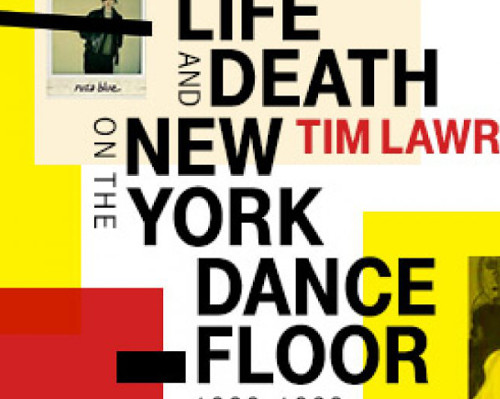 LIFE
AND
DEATH
ON THE
NEW
TIM LAWR
YORK
DANCE
FLOOR